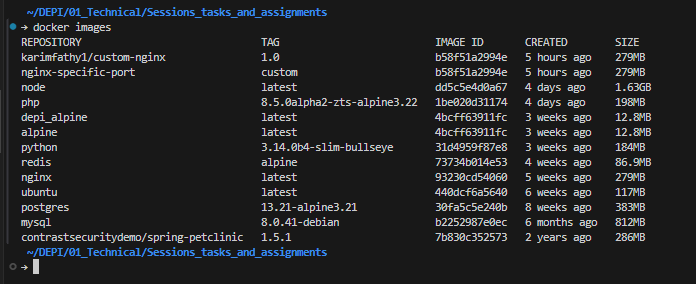 ~/DEPI/01_Technical/Sessions_tasks_and_assignments
→ docker images
REPOSITORY TAG IMAGE ID CREATED SIZE
karimfathy1/custom-nginx 1.0 b58f51a2994e 5 hours ago 279MB
nginx-specific-port custom b58f51a2994e 5 hours ago 279MB
node latest dd5c5e4d0a67 4 days ago 1.63GB
php 8.5.0alpha2-zts-alpine3.22 1be020d31174 4 days ago 198MB
depi_alpine latest 4bcff63911fc 3 weeks ago 12.8MB
alpine latest 4bcff63911fc 3 weeks ago 12.8MB
python 3.14.0b4-slim-bullseye 31d4959f87e8 3 weeks ago 184MB
redis alpine 73734b014e53 4 weeks ago 86.9MB
nginx latest 93230cd54060 5 weeks ago 279MB
ubuntu latest 440dcf6a5640 6 weeks ago 117MB
postgres 13.21-alpine3.21 30fa5c5e240b 8 weeks ago 383MB
mysql 8.0.41-debian b2252987e0ec 6 months ago 812MB
contrastsecuritydemo/spring-petclinic 1.5.1 7b830c352573 2 years ago 286MB
~/DEPI/01_Technical/Sessions_tasks_and_assignments
→